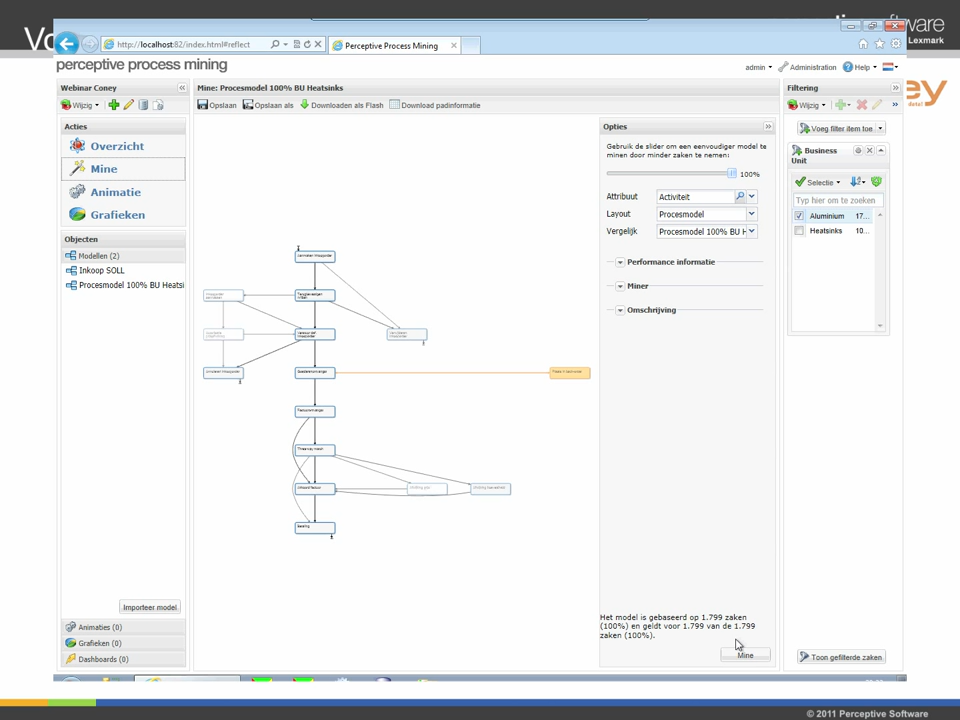 Vo
software
Lexmark
http://localhost:82/index.html#reflect
Perceptive Process Mining
perceptive process mining
admin
Administration
Help
Webinar Coney
Mine: Procesmodel 100% BU Heatsinks
Filtering
Wijzig
Opslaan
Opslaan als
Downloaden als Flash
Download padinformatie
Wijzig
ey
Acties
Opties
Voeg filter item toe
Overzicht
Mine
Animatie
Grafieken
Gebruik de slider om een eenvoudiger model te
minen door minder zaken te nemen:
100%
Attribuut
Activiteit
Layout
Procesmodel
Vergelijk
Procesmodel 100% BU H
Performance informatie
Miner
Omschrijving
Business
Unit
Selectie
Typ hier om te zoeken
Aluminium 17...
Heatsinks 10...
Objecten
Modellen (2)
Inkoop SOLL
Procesmodel 100% BU Heatsi
Importeer model
Animaties (0)
Grafieken (0)
Dashboards (0)
Het model is gebaseerd op 1.799 zaken
(100%) en geldt voor 1.799 van de 1.799
zaken (100%).
Mine
Toon gefilterde zaken
© 2011 Perceptive Software